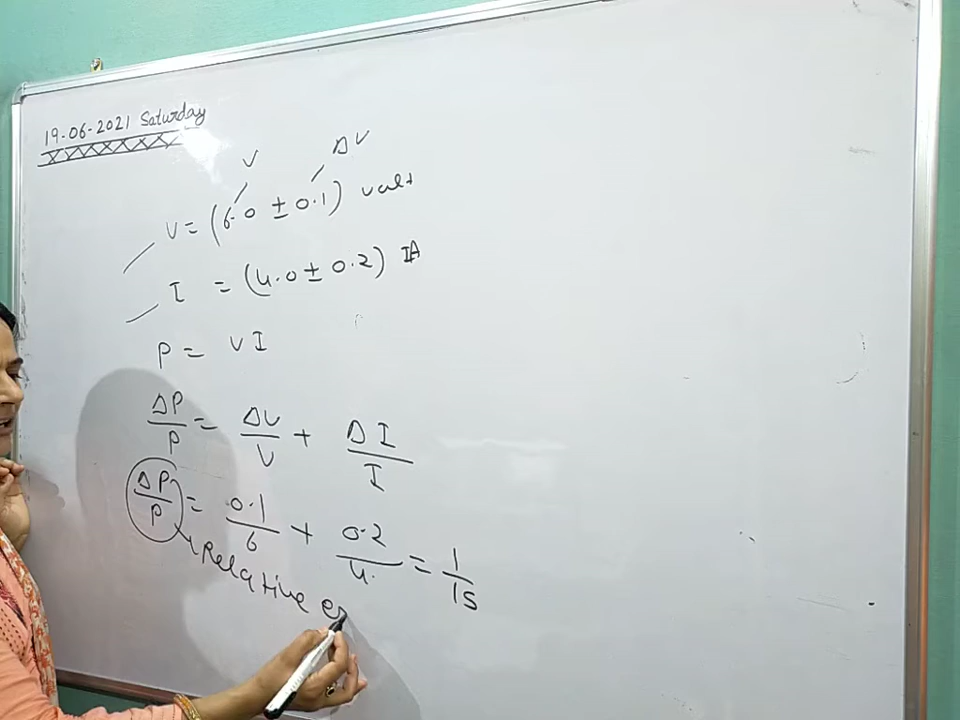 19-06-2021 Saturday
V ΔV
V = (6.0 ± 0.1) volt
I = (4.0 ± 0.2) IA
P = VI
ΔP/P = ΔV/V + ΔI/I
ΔP/P = 0.1/6 + 0.2/4. = 1/15
Relative er